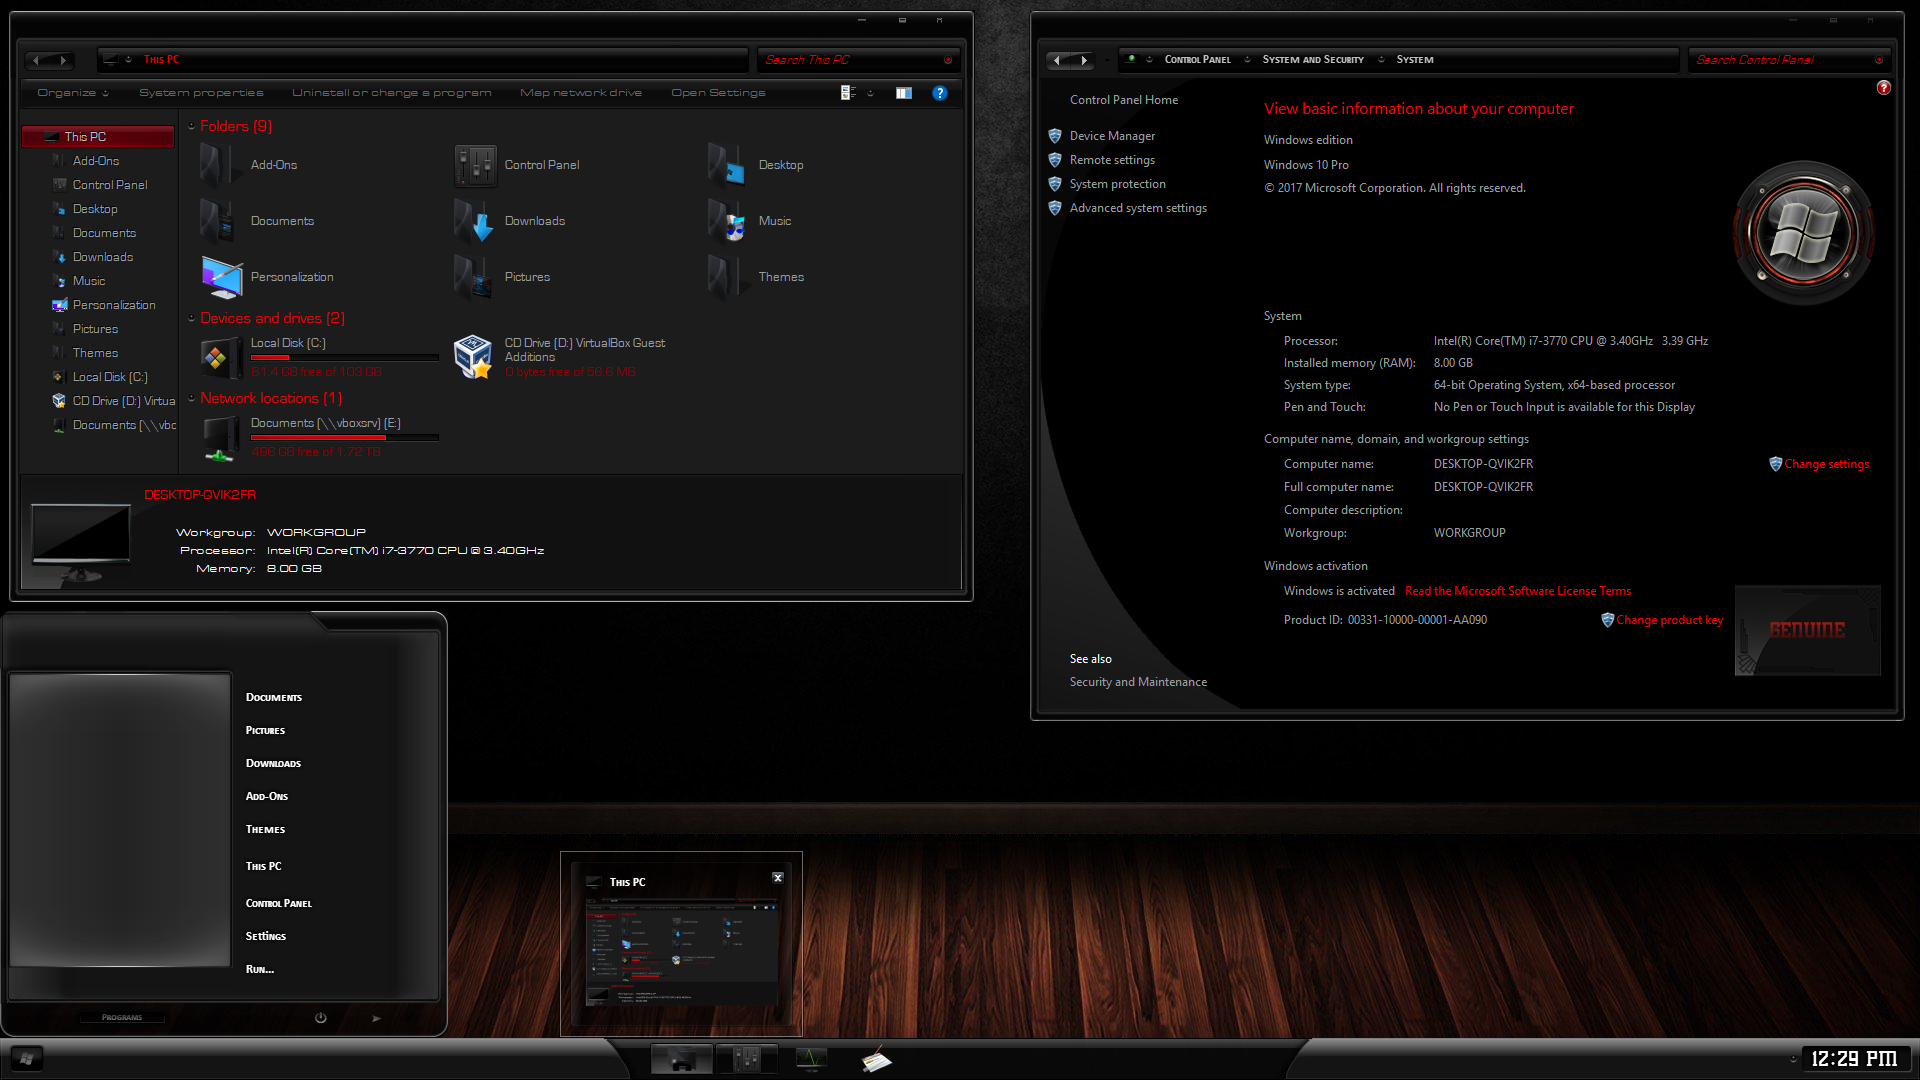 This PC
Search This PC
Organize
System properties
Uninstall or change a program
Map network drive
Open Settings
This PC
Add-Ons
Control Panel
Desktop
Documents
Downloads
Music
Personalization
Pictures
Themes
Local Disk (C:)
CD Drive (D:) Virtua
Documents (\\vbo
Folders (9)
Add-Ons
Control Panel
Desktop
Documents
Downloads
Music
Personalization
Pictures
Themes
Devices and drives (2)
Local Disk (C:)
61.4 GB free of 103 GB
CD Drive (D:) VirtualBox Guest
Additions
0 bytes free of 56.6 MB
Network locations (1)
Documents (\\vboxsrv) (E:)
496 GB free of 1.72 TB
DESKTOP-QVIK2FR
Workgroup: WORKGROUP
Processor: Intel(R) Core(TM) i7-3770 CPU @ 3.40GHz
Memory: 8.00 GB
Control Panel
System and Security
System
Search Control Panel
Control Panel Home
Device Manager
Remote settings
System protection
Advanced system settings
See also
Security and Maintenance
View basic information about your computer
Windows edition
Windows 10 Pro
© 2017 Microsoft Corporation. All rights reserved.
System
Processor: Intel(R) Core(TM) i7-3770 CPU @ 3.40GHz 3.39 GHz
Installed memory (RAM): 8.00 GB
System type: 64-bit Operating System, x64-based processor
Pen and Touch: No Pen or Touch Input is available for this Display
Computer name, domain, and workgroup settings
Computer name: DESKTOP-QVIK2FR
Change settings
Full computer name: DESKTOP-QVIK2FR
Computer description:
Workgroup: WORKGROUP
Windows activation
Windows is activated Read the Microsoft Software License Terms
Product ID: 00331-10000-00001-AA090
Change product key
GENUINE
Documents
Pictures
Downloads
Add-Ons
Themes
This PC
Control Panel
Settings
Run...
Programs
This PC
12:29 PM